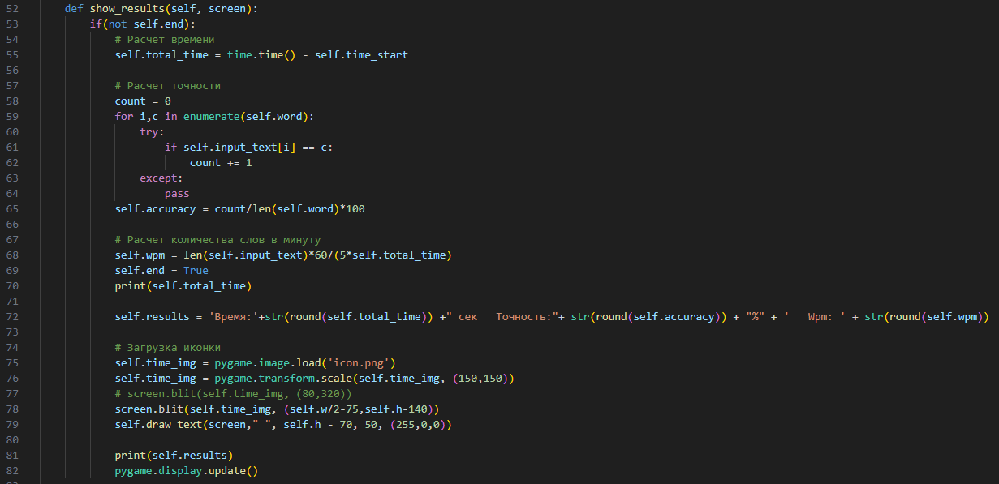 52 def show_results(self, screen):
53 if(not self.end):
54 # Расчет времени
55 self.total_time = time.time() - self.time_start
56
57 # Расчет точности
58 count = 0
59 for i,c in enumerate(self.word):
60 try:
61 if self.input_text[i] == c:
62 count += 1
63 except:
64 pass
65 self.accuracy = count/len(self.word)*100
66
67 # Расчет количества слов в минуту
68 self.wpm = len(self.input_text)*60/(5*self.total_time)
69 self.end = True
70 print(self.total_time)
71
72 self.results = 'Время:'+str(round(self.total_time)) +" сек   Точность:"+ str(round(self.accuracy)) + "%" + '   Wpm: ' + str(round(self.wpm))
73
74 # Загрузка иконки
75 self.time_img = pygame.image.load('icon.png')
76 self.time_img = pygame.transform.scale(self.time_img, (150,150))
77 # screen.blit(self.time_img, (80,320))
78 screen.blit(self.time_img, (self.w/2-75,self.h-140))
79 self.draw_text(screen," ", self.h - 70, 50, (255,0,0))
80
81 print(self.results)
82 pygame.display.update()